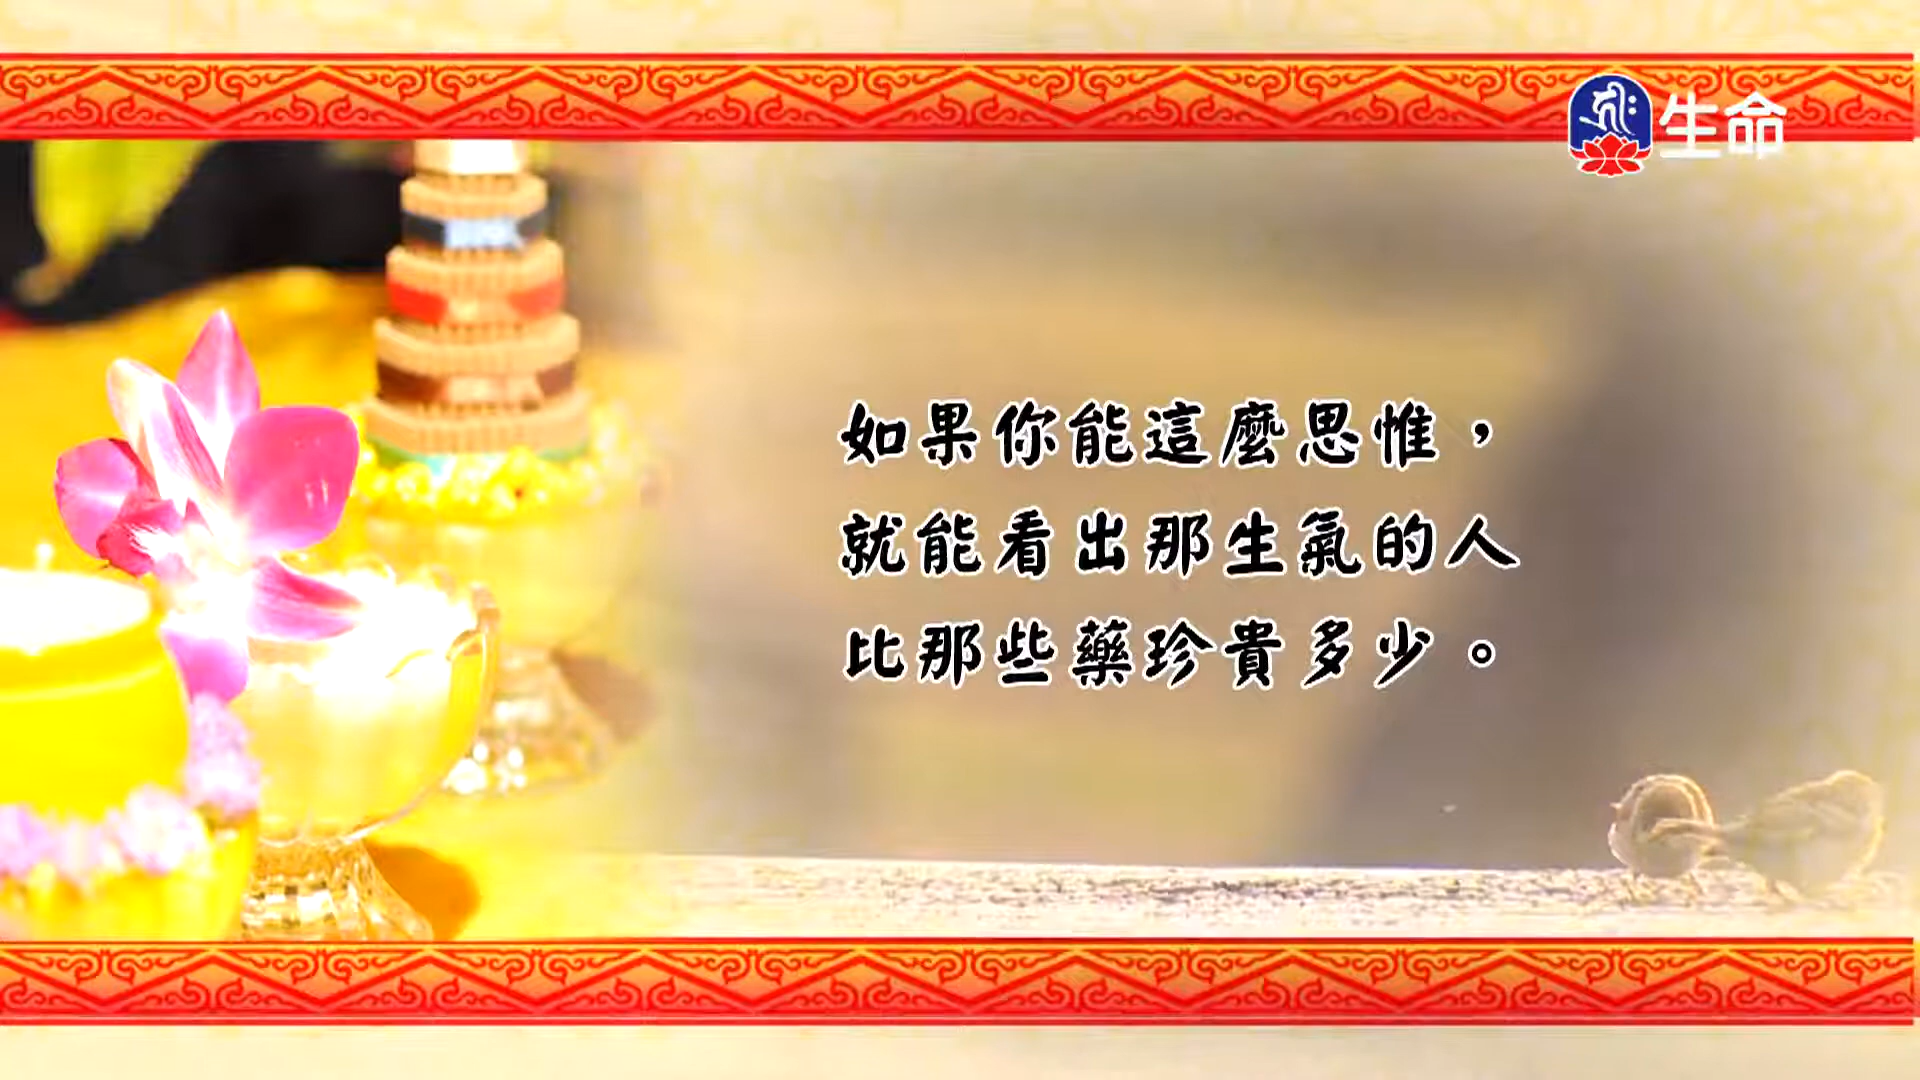 生命
如果你能這麼思惟，
就能看出那生氣的人
比那些藥珍貴多少。